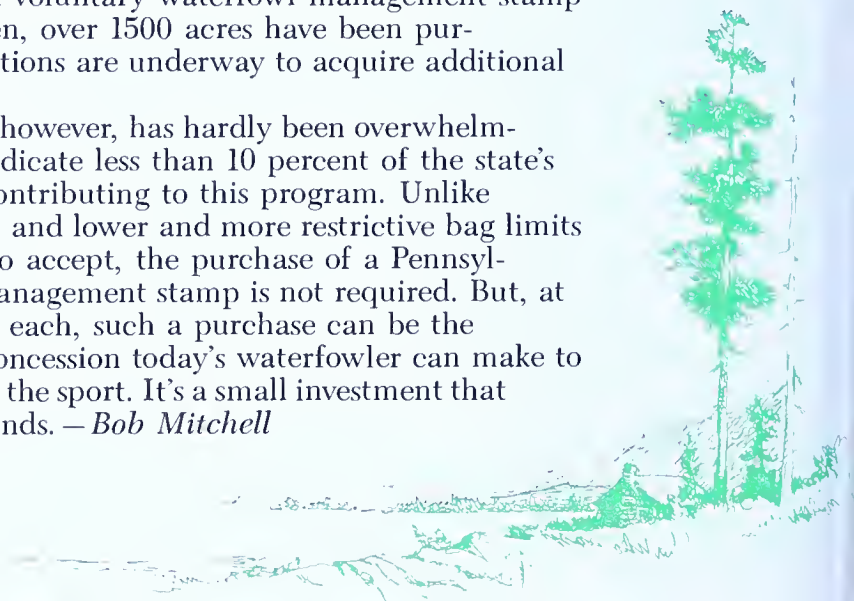 voluntary waterfowl management stamp
en, over 1500 acres have been pur-
tions are underway to acquire additional
however, has hardly been overwhelm-
dicate less than 10 percent of the state's
ontributing to this program. Unlike
and lower and more restrictive bag limits
o accept, the purchase of a Pennsyl-
anagement stamp is not required. But, at
each, such a purchase can be the
oncession today's waterfowler can make to
the sport. It's a small investment that
nds. — Bob Mitchell